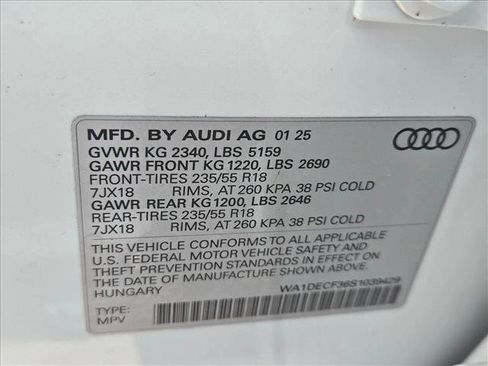 MFD. BY AUDI AG 01 25
GVWR KG 2340, LBS 5159
GAWR FRONT KG 1220, LBS 2690
FRONT-TIRES 235/55 R18
7JX18 RIMS, AT 260 KPA 38 PSI COLD
GAWR REAR KG1200, LBS 2646
REAR-TIRES 235/55 R18
7JX18 RIMS, AT 260 KPA 38 PSI COLD
THIS VEHICLE CONFORMS TO ALL APPLICABLE
U.S. FEDERAL MOTOR VEHICLE SAFETY AND
THEFT PREVENTION STANDARDS IN EFFECT ON
THE DATE OF MANUFACTURE SHOWN ABOVE.
HUNGARY
WA1DECF36S1039429
TYPE:
MPV